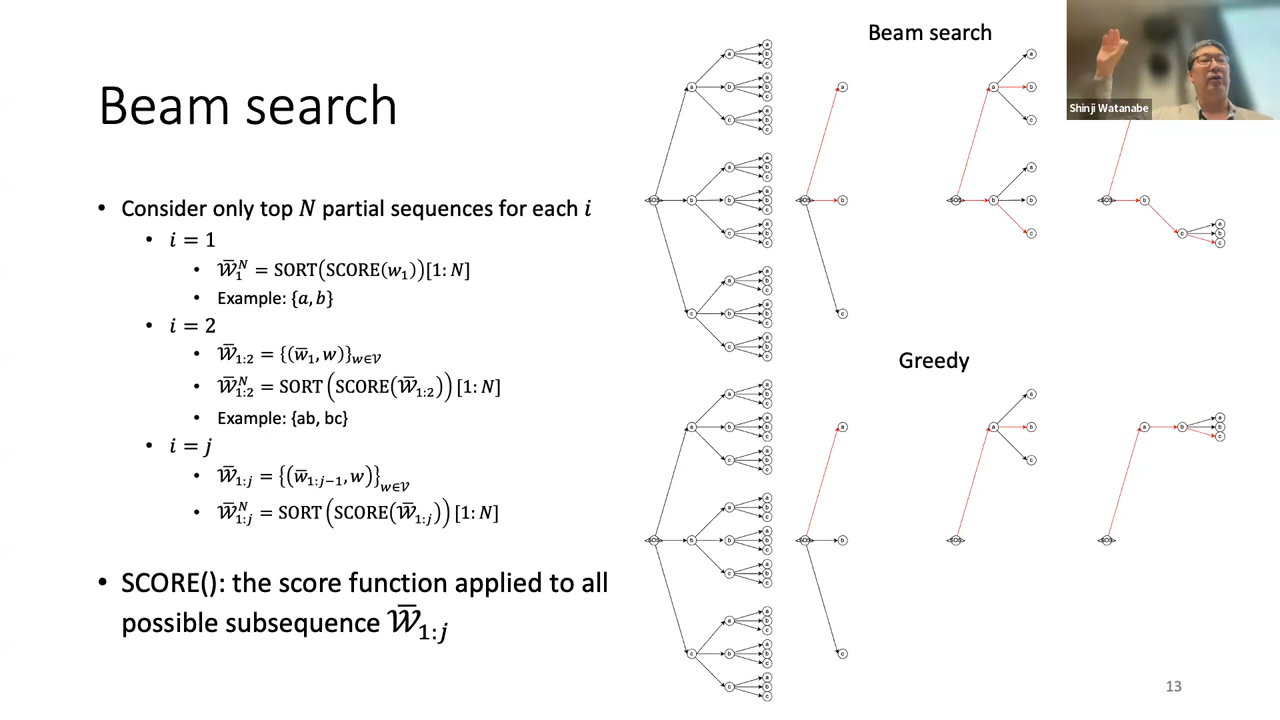 Beam search
Consider only top N partial sequences for each i
i = 1
𝒲̄₁ᴺ = SORT(SCORE(w₁))[1: N]
Example: {a, b}
i = 2
𝒲̄₁:₂ = {(w̄₁, w)}w∈𝒱
𝒲̄₁:₂ᴺ = SORT(SCORE(𝒲̄₁:₂))[1: N]
Example: {ab, bc}
i = j
𝒲̄₁:ⱼ = {(w̄₁:ⱼ₋₁, w)}w∈𝒱
𝒲̄₁:ⱼᴺ = SORT(SCORE(𝒲̄₁:ⱼ))[1: N]
SCORE(): the score function applied to all
possible subsequence 𝒲̄₁:ⱼ
Beam search
Greedy
Shinji Watanabe
13